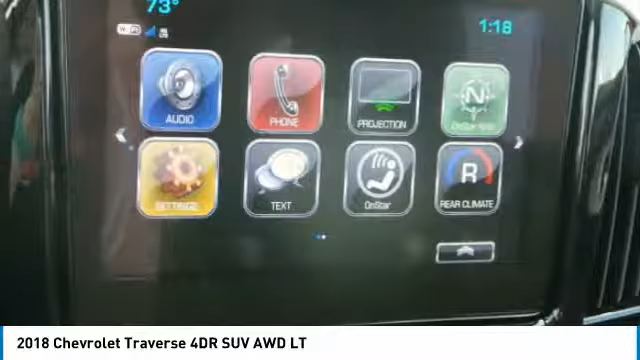 73°
1:18
AUDIO
PHONE
PROJECTION
N
SETTINGS
TEXT
OnStar
R
REAR CLIMATE
2018 Chevrolet Traverse 4DR SUV AWD LT